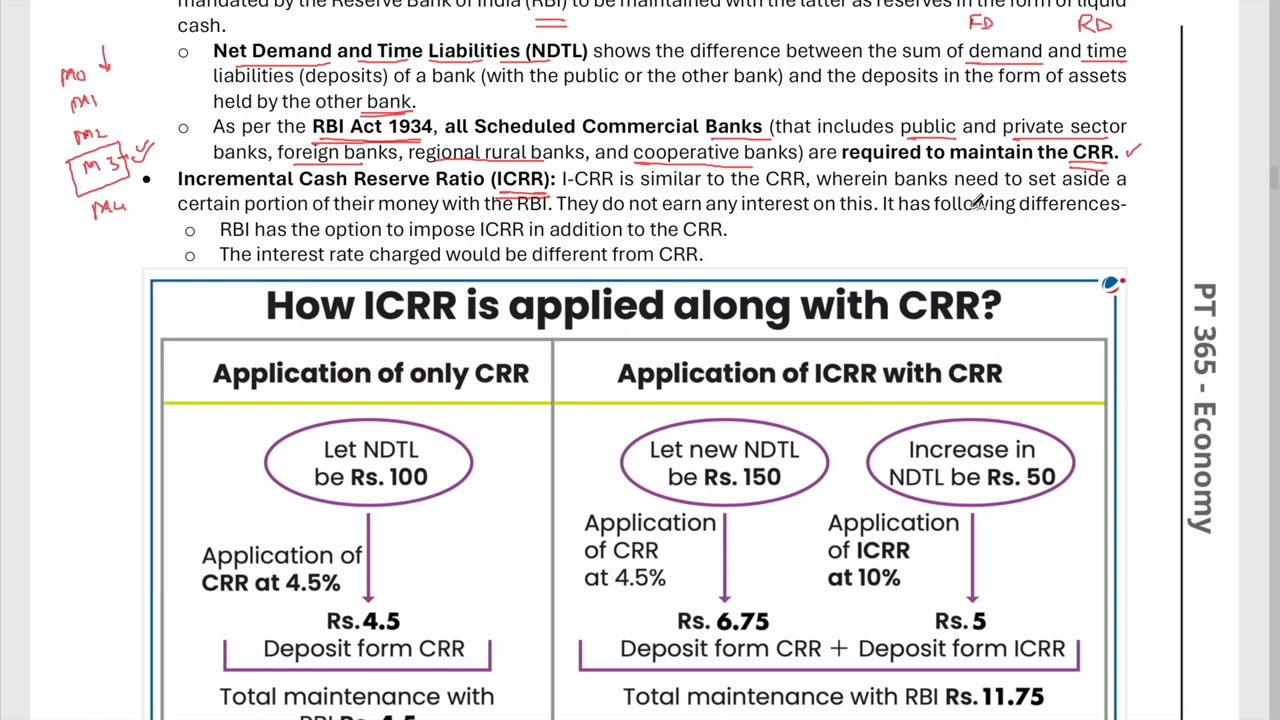 mandated by the Reserve Bank of India (RBI) to be maintained with the latter as reserves in the form of liquid
cash.
FD RD
○ Net Demand and Time Liabilities (NDTL) shows the difference between the sum of demand and time
liabilities (deposits) of a bank (with the public or the other bank) and the deposits in the form of assets
held by the other bank.
○ As per the RBI Act 1934, all Scheduled Commercial Banks (that includes public and private sector
banks, foreign banks, regional rural banks, and cooperative banks) are required to maintain the CRR.
M0
M1
M2
M3
M4
• Incremental Cash Reserve Ratio (ICRR): I-CRR is similar to the CRR, wherein banks need to set aside a
certain portion of their money with the RBI. They do not earn any interest on this. It has following differences-
○ RBI has the option to impose ICRR in addition to the CRR.
○ The interest rate charged would be different from CRR.
How ICRR is applied along with CRR?
Application of only CRR
Let NDTL
be Rs. 100
Application of
CRR at 4.5%
Rs.4.5
Deposit form CRR
Total maintenance with
RBI Rs.4.5
Application of ICRR with CRR
Let new NDTL
be Rs. 150
Increase in
NDTL be Rs. 50
Application
of CRR
at 4.5%
Application
of ICRR
at 10%
Rs. 6.75
Rs. 5
Deposit form CRR + Deposit form ICRR
Total maintenance with RBI Rs.11.75
PT 365 - Economy